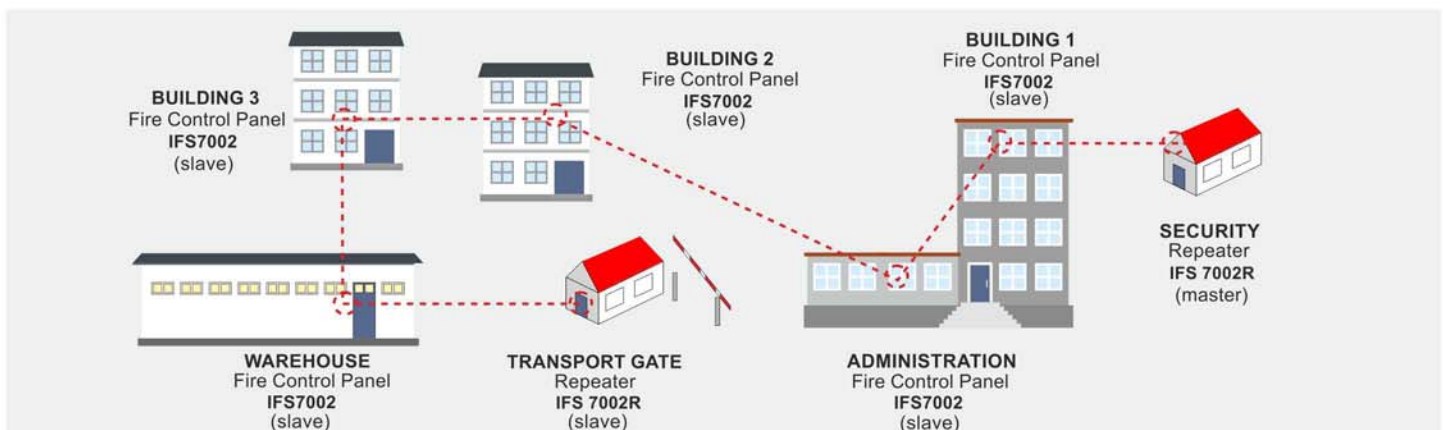 BUILDING 3
Fire Control Panel
IFS7002
(slave)
BUILDING 2
Fire Control Panel
IFS7002
(slave)
BUILDING 1
Fire Control Panel
IFS7002
(slave)
SECURITY
Repeater
IFS 7002R
(master)
WAREHOUSE
Fire Control Panel
IFS7002
(slave)
TRANSPORT GATE
Repeater
IFS 7002R
(slave)
ADMINISTRATION
Fire Control Panel
IFS7002
(slave)